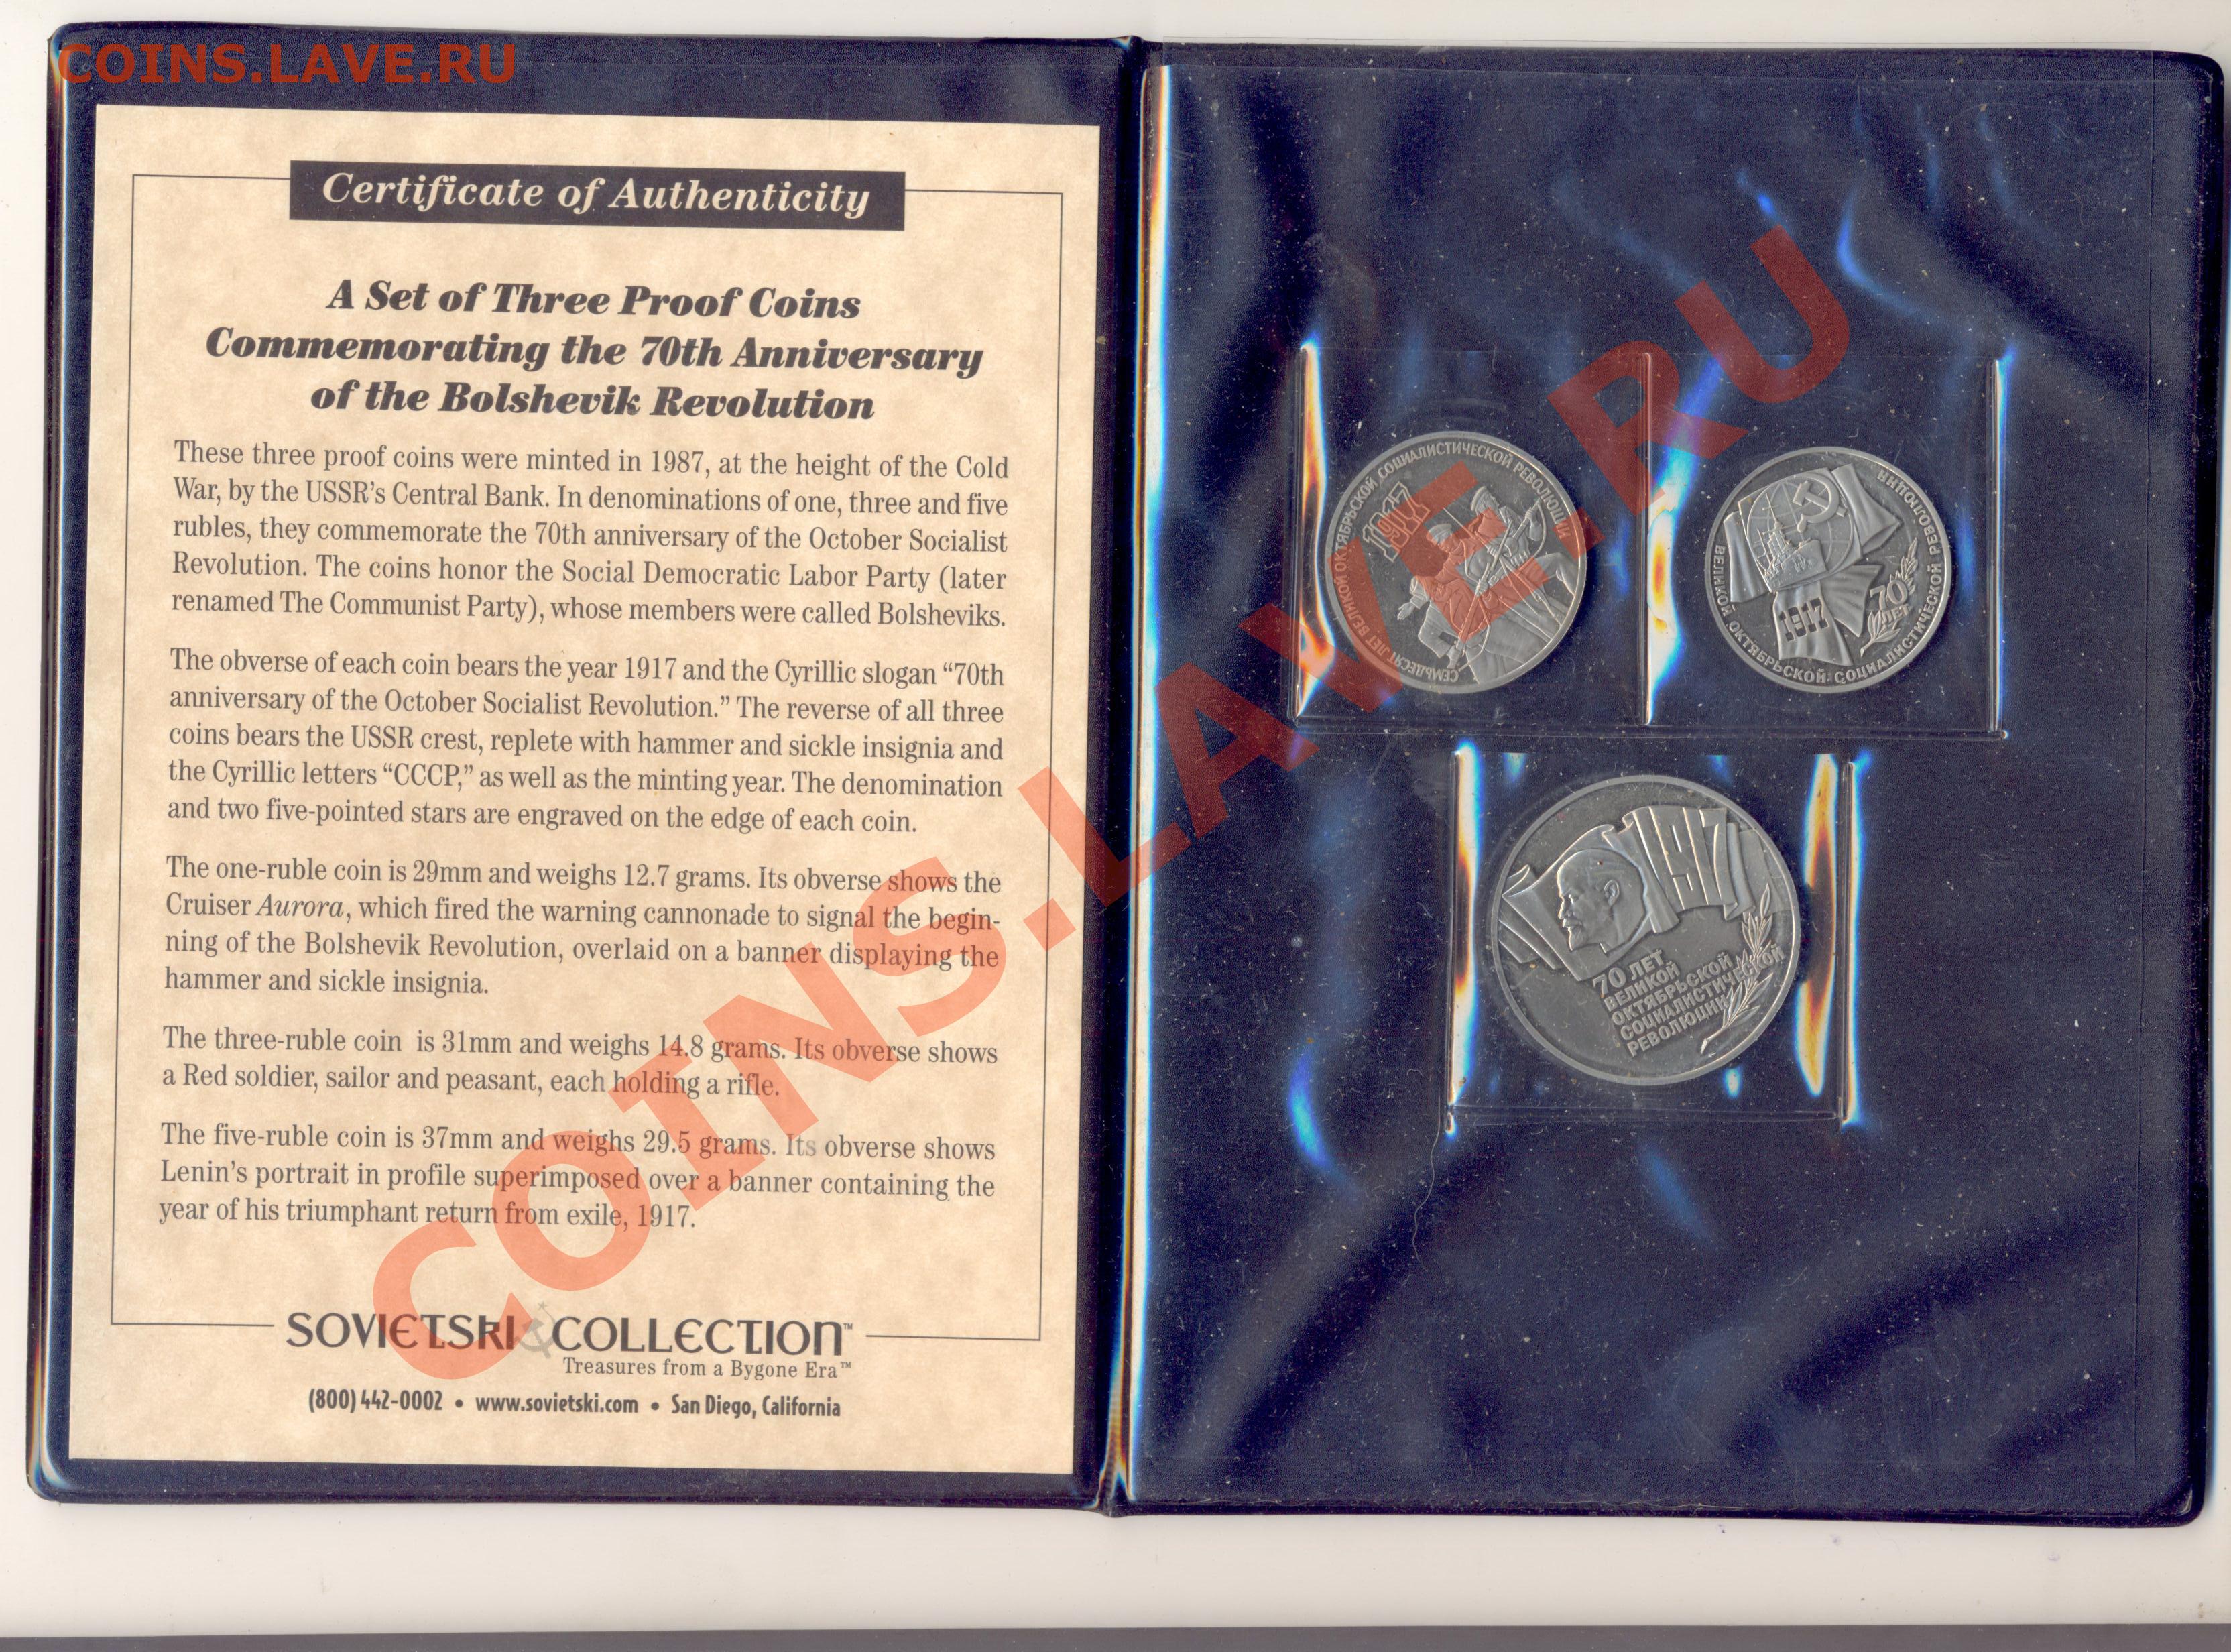 COINS.LAVE.RU
Certificate of Authenticity
A Set of Three Proof Coins
Commemorating the 70th Anniversary
of the Bolshevik Revolution
These three proof coins were minted in 1987, at the height of the Cold
War, by the USSR's Central Bank. In denominations of one, three and five
rubles, they commemorate the 70th anniversary of the October Socialist
Revolution. The coins honor the Social Democratic Labor Party (later
renamed The Communist Party), whose members were called Bolsheviks.
The obverse of each coin bears the year 1917 and the Cyrillic slogan “70th
anniversary of the October Socialist Revolution.” The reverse of all three
coins bears the USSR crest, replete with hammer and sickle insignia and
the Cyrillic letters “CCCP,” as well as the minting year. The denomination
and two five-pointed stars are engraved on the edge of each coin.
The one-ruble coin is 29mm and weighs 12.7 grams. Its obverse shows the
Cruiser Aurora, which fired the warning cannonade to signal the begin-
ning of the Bolshevik Revolution, overlaid on a banner displaying the
hammer and sickle insignia.
The three-ruble coin is 31mm and weighs 14.8 grams. Its obverse shows
a Red soldier, sailor and peasant, each holding a rifle.
The five-ruble coin is 37mm and weighs 29.5 grams. Its obverse shows
Lenin's portrait in profile superimposed over a banner containing the
year of his triumphant return from exile, 1917.
SOVIETSKI COLLECTION™
Treasures from a Bygone Era™
(800) 442-0002 • www.sovietski.com • San Diego, California
СЕМЬДЕСЯТ ЛЕТ ВЕЛИКОЙ ОКТЯБРЬСКОЙ СОЦИАЛИСТИЧЕСКОЙ РЕВОЛЮЦИИ
1917
ВЕЛИКОЙ ОКТЯБРЬСКОЙ СОЦИАЛИСТИЧЕСКОЙ РЕВОЛЮЦИИ
1917
70
ЛЕТ
1917
70 ЛЕТ
ВЕЛИКОЙ
ОКТЯБРЬСКОЙ
СОЦИАЛИСТИЧЕСКОЙ
РЕВОЛЮЦИИ
COINS.LAVE.RU